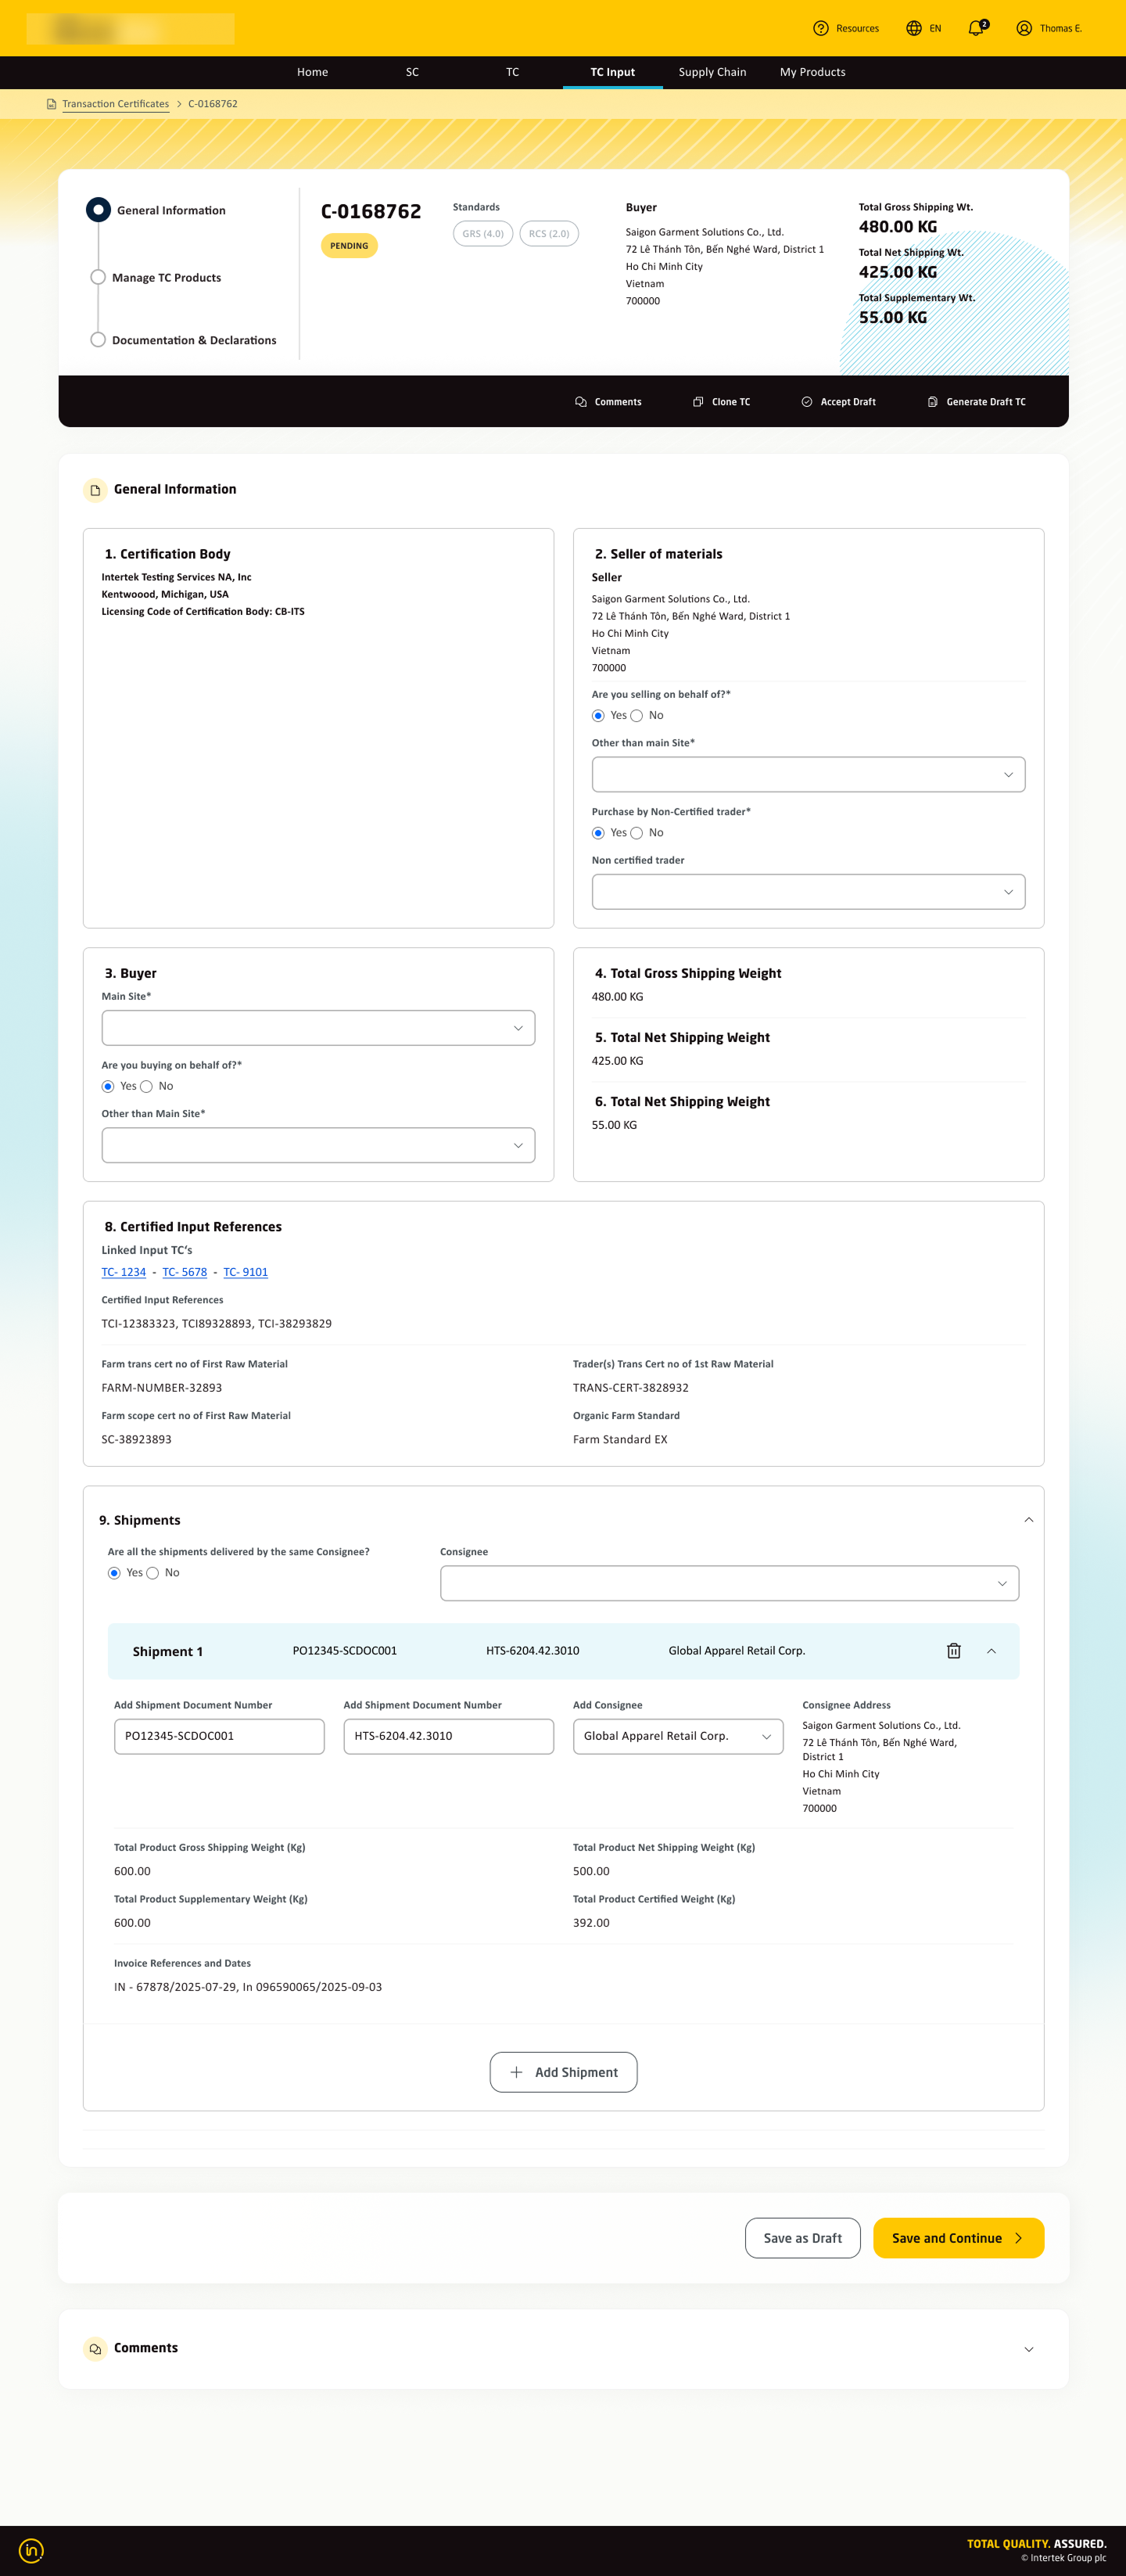 Resources
EN
2
Thomas E.
Home
SC
TC
TC Input
Supply Chain
My Products
Transaction Certificates > C-0168762
General Information
Manage TC Products
Documentation & Declarations
C-0168762
PENDING
Standards
GRS (4.0)
RCS (2.0)
Buyer
Saigon Garment Solutions Co., Ltd.
72 Lê Thánh Tôn, Bến Nghé Ward, District 1
Ho Chi Minh City
Vietnam
700000
Total Gross Shipping Wt.
480.00 KG
Total Net Shipping Wt.
425.00 KG
Total Supplementary Wt.
55.00 KG
Comments
Clone TC
Accept Draft
Generate Draft TC
General Information
1. Certification Body
Intertek Testing Services NA, Inc
Kentwoood, Michigan, USA
Licensing Code of Certification Body: CB-ITS
2. Seller of materials
Seller
Saigon Garment Solutions Co., Ltd.
72 Lê Thánh Tôn, Bến Nghé Ward, District 1
Ho Chi Minh City
Vietnam
700000
Are you selling on behalf of?*
Yes No
Other than main Site*
Purchase by Non-Certified trader*
Yes No
Non certified trader
3. Buyer
Main Site*
Are you buying on behalf of?*
Yes No
Other than Main Site*
4. Total Gross Shipping Weight
480.00 KG
5. Total Net Shipping Weight
425.00 KG
6. Total Net Shipping Weight
55.00 KG
8. Certified Input References
Linked Input TC's
TC- 1234 - TC- 5678 - TC- 9101
Certified Input References
TCI-12383323, TCI89328893, TCI-38293829
Farm trans cert no of First Raw Material
FARM-NUMBER-32893
Trader(s) Trans Cert no of 1st Raw Material
TRANS-CERT-3828932
Farm scope cert no of First Raw Material
SC-38923893
Organic Farm Standard
Farm Standard EX
9. Shipments
Are all the shipments delivered by the same Consignee?
Yes No
Consignee
Shipment 1
PO12345-SCDOC001
HTS-6204.42.3010
Global Apparel Retail Corp.
Add Shipment Document Number
PO12345-SCDOC001
Add Shipment Document Number
HTS-6204.42.3010
Add Consignee
Global Apparel Retail Corp.
Consignee Address
Saigon Garment Solutions Co., Ltd.
72 Lê Thánh Tôn, Bến Nghé Ward,
District 1
Ho Chi Minh City
Vietnam
700000
Total Product Gross Shipping Weight (Kg)
600.00
Total Product Net Shipping Weight (Kg)
500.00
Total Product Supplementary Weight (Kg)
600.00
Total Product Certified Weight (Kg)
392.00
Invoice References and Dates
IN - 67878/2025-07-29, In 096590065/2025-09-03
Add Shipment
Save as Draft
Save and Continue
Comments
in
TOTAL QUALITY. ASSURED.
© Intertek Group plc